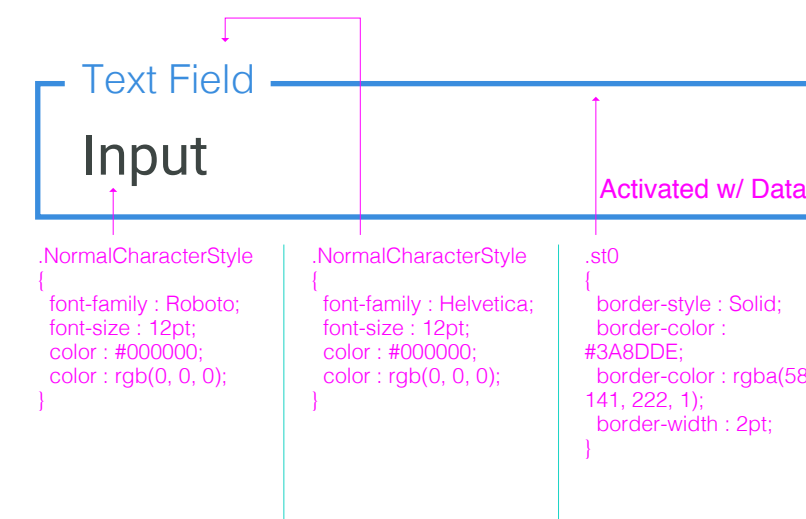 Text Field
Input
Activated w/ Data
.NormalCharacterStyle
{
font-family : Roboto;
font-size : 12pt;
color : #000000;
color : rgb(0, 0, 0);
}
.NormalCharacterStyle
{
font-family : Helvetica;
font-size : 12pt;
color : #000000;
color : rgb(0, 0, 0);
}
.st0
{
border-style : Solid;
border-color :
#3A8DDE;
border-color : rgba(58
141, 222, 1);
border-width : 2pt;
}